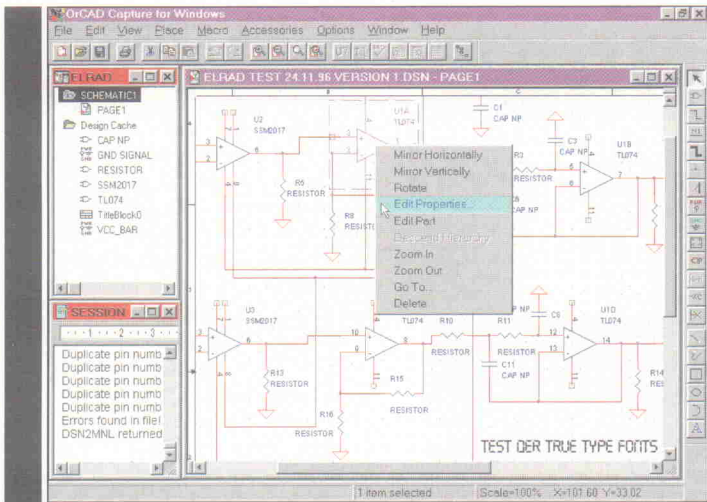 OrCAD Capture for Windows
File Edit View Place Macro Accessories Options Window Help
ELRAD
SCHEMATIC1
PAGE1
Design Cache
CAP NP
GND SIGNAL
RESISTOR
SSM2017
TL074
TitleBlock0
VCC_BAR
SESSION
1 2 3
Duplicate pin numb
Duplicate pin numb
Duplicate pin numb
Duplicate pin numb
Duplicate pin numb
Errors found in file!
DSN2MNL returned
ELRAD TEST 24.11.96 VERSION 1.DSN - PAGE1
U2
SSM2017
U1A
TL074
C1
CAP NP
C3
CAP NP
U1B
TL074
R5
RESISTOR
R8
RESISTOR
R3
RESISTOR
Mirror Horizontally
Mirror Vertically
Rotate
Edit Properties...
Edit Part
Descend Hierarchy
Zoom In
Zoom Out
Go To...
Delete
U3
SSM2017
TL074
R10
RESISTOR
R11
RESISTOR
CAP NP
C6
C11
CAP NP
U1D
TL074
R13
RESISTOR
R15
RESISTOR
R16
RESISTOR
R14
TEST DER TRUE TYPE FONTS
1 item selected
Scale=100% X=101.60 Y=33.02